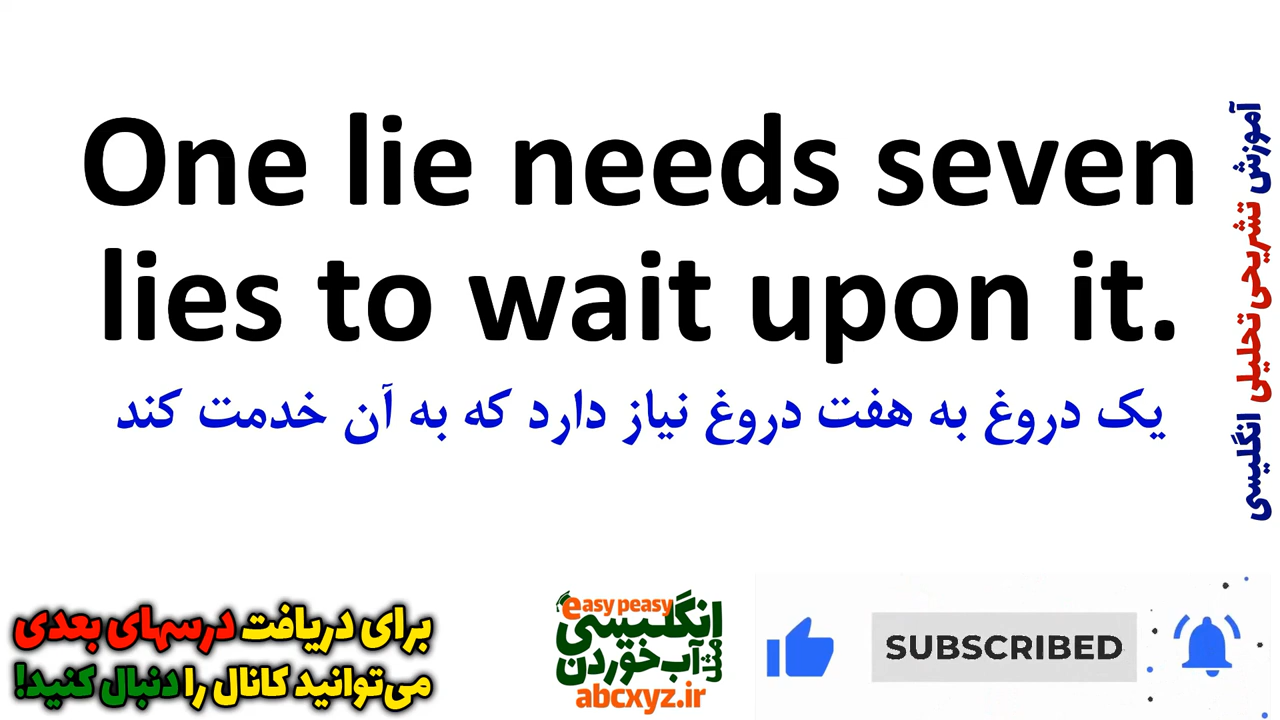 One lie needs seven
lies to wait upon it.
یک دروغ به هفت دروغ نیاز دارد که به آن خدمت کند
آموزش تشریحی تحلیلی انگلیسی
برای دریافت درسهای بعدی
می‌توانید کانال را دنبال کنید!
easy peasy
انگلیسی
مثل آب خوردن
abcxyz.ir
SUBSCRIBED